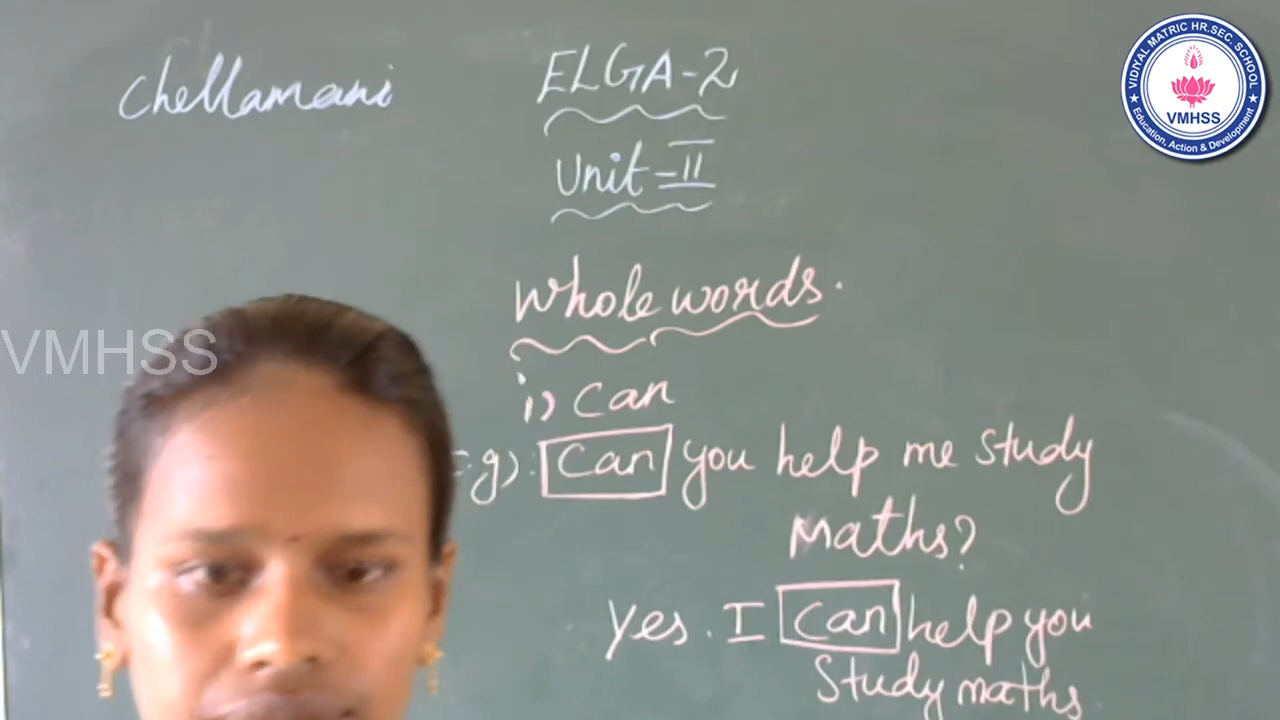 Chellamani
ELGA-2
Unit-II
Whole words.
i) Can
g): Can you help me study
Maths?
Yes. I Can help you
Study maths
VIDIYAL MATRIC HR.SEC. SCHOOL
VMHSS
Education, Action & Development
VMHSS